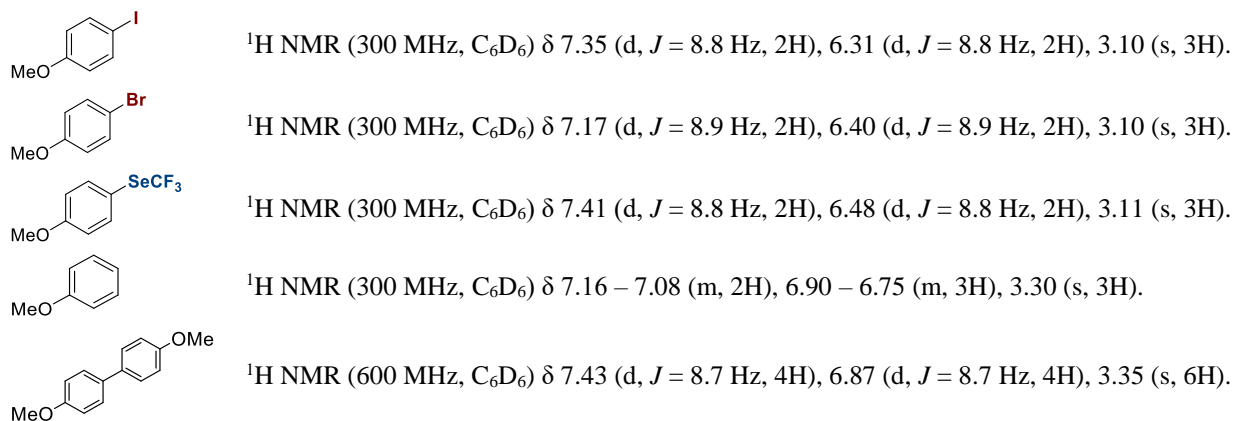 I
MeO
¹H NMR (300 MHz, C₆D₆) δ 7.35 (d, J = 8.8 Hz, 2H), 6.31 (d, J = 8.8 Hz, 2H), 3.10 (s, 3H).
Br
MeO
¹H NMR (300 MHz, C₆D₆) δ 7.17 (d, J = 8.9 Hz, 2H), 6.40 (d, J = 8.9 Hz, 2H), 3.10 (s, 3H).
SeCF₃
MeO
¹H NMR (300 MHz, C₆D₆) δ 7.41 (d, J = 8.8 Hz, 2H), 6.48 (d, J = 8.8 Hz, 2H), 3.11 (s, 3H).
MeO
¹H NMR (300 MHz, C₆D₆) δ 7.16 – 7.08 (m, 2H), 6.90 – 6.75 (m, 3H), 3.30 (s, 3H).
OMe
MeO
¹H NMR (600 MHz, C₆D₆) δ 7.43 (d, J = 8.7 Hz, 4H), 6.87 (d, J = 8.7 Hz, 4H), 3.35 (s, 6H).